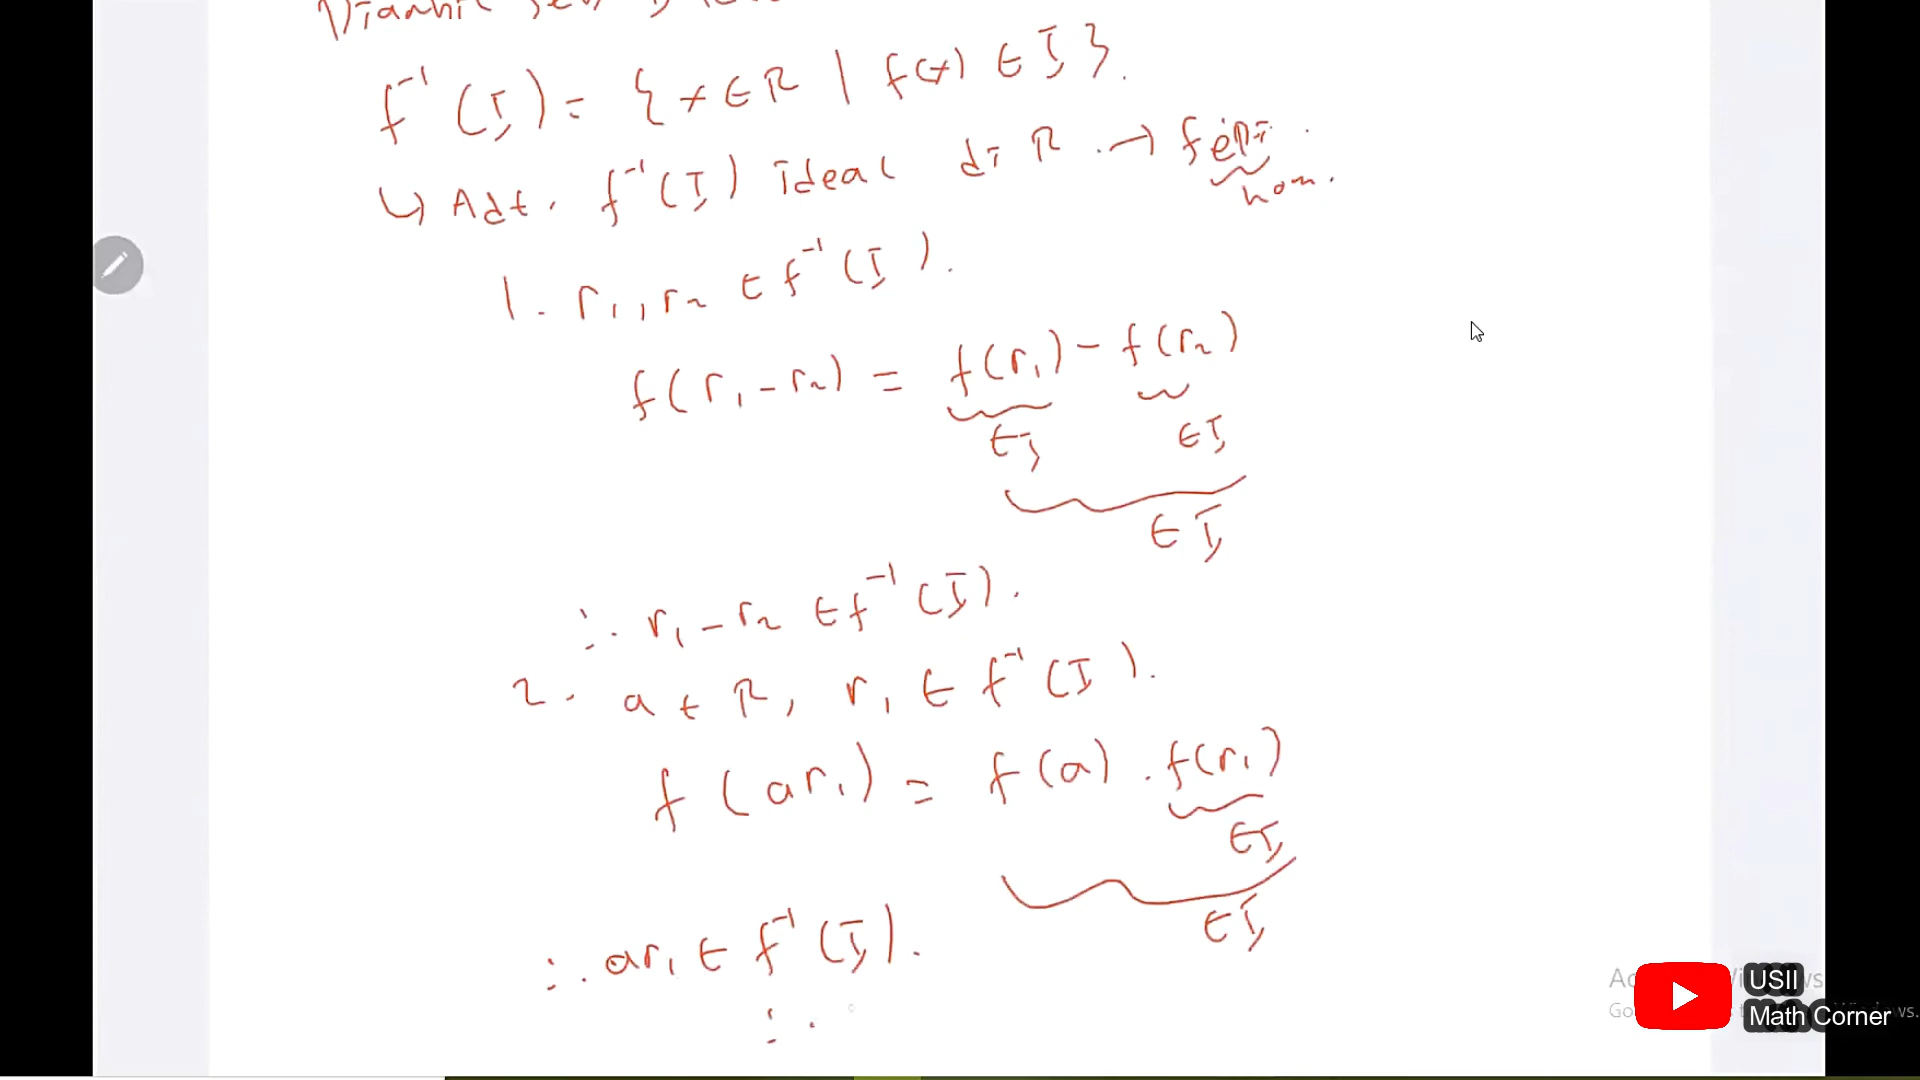 f⁻¹(I) = { x ∈ R | f(x) ∈ I }.
↳ Adt. f⁻¹(I) ideal di R. → f epi.
hom.
1. r₁, r₂ ∈ f⁻¹(I).
f(r₁ - r₂) = f(r₁) - f(r₂)
∈ I ∈ I
∈ I
∴ r₁ - r₂ ∈ f⁻¹(I).
2. a ∈ R, r₁ ∈ f⁻¹(I).
f(ar₁) = f(a) . f(r₁)
∈ I
∈ I
∴ ar₁ ∈ f⁻¹(I).
∴
USII
Math Corner